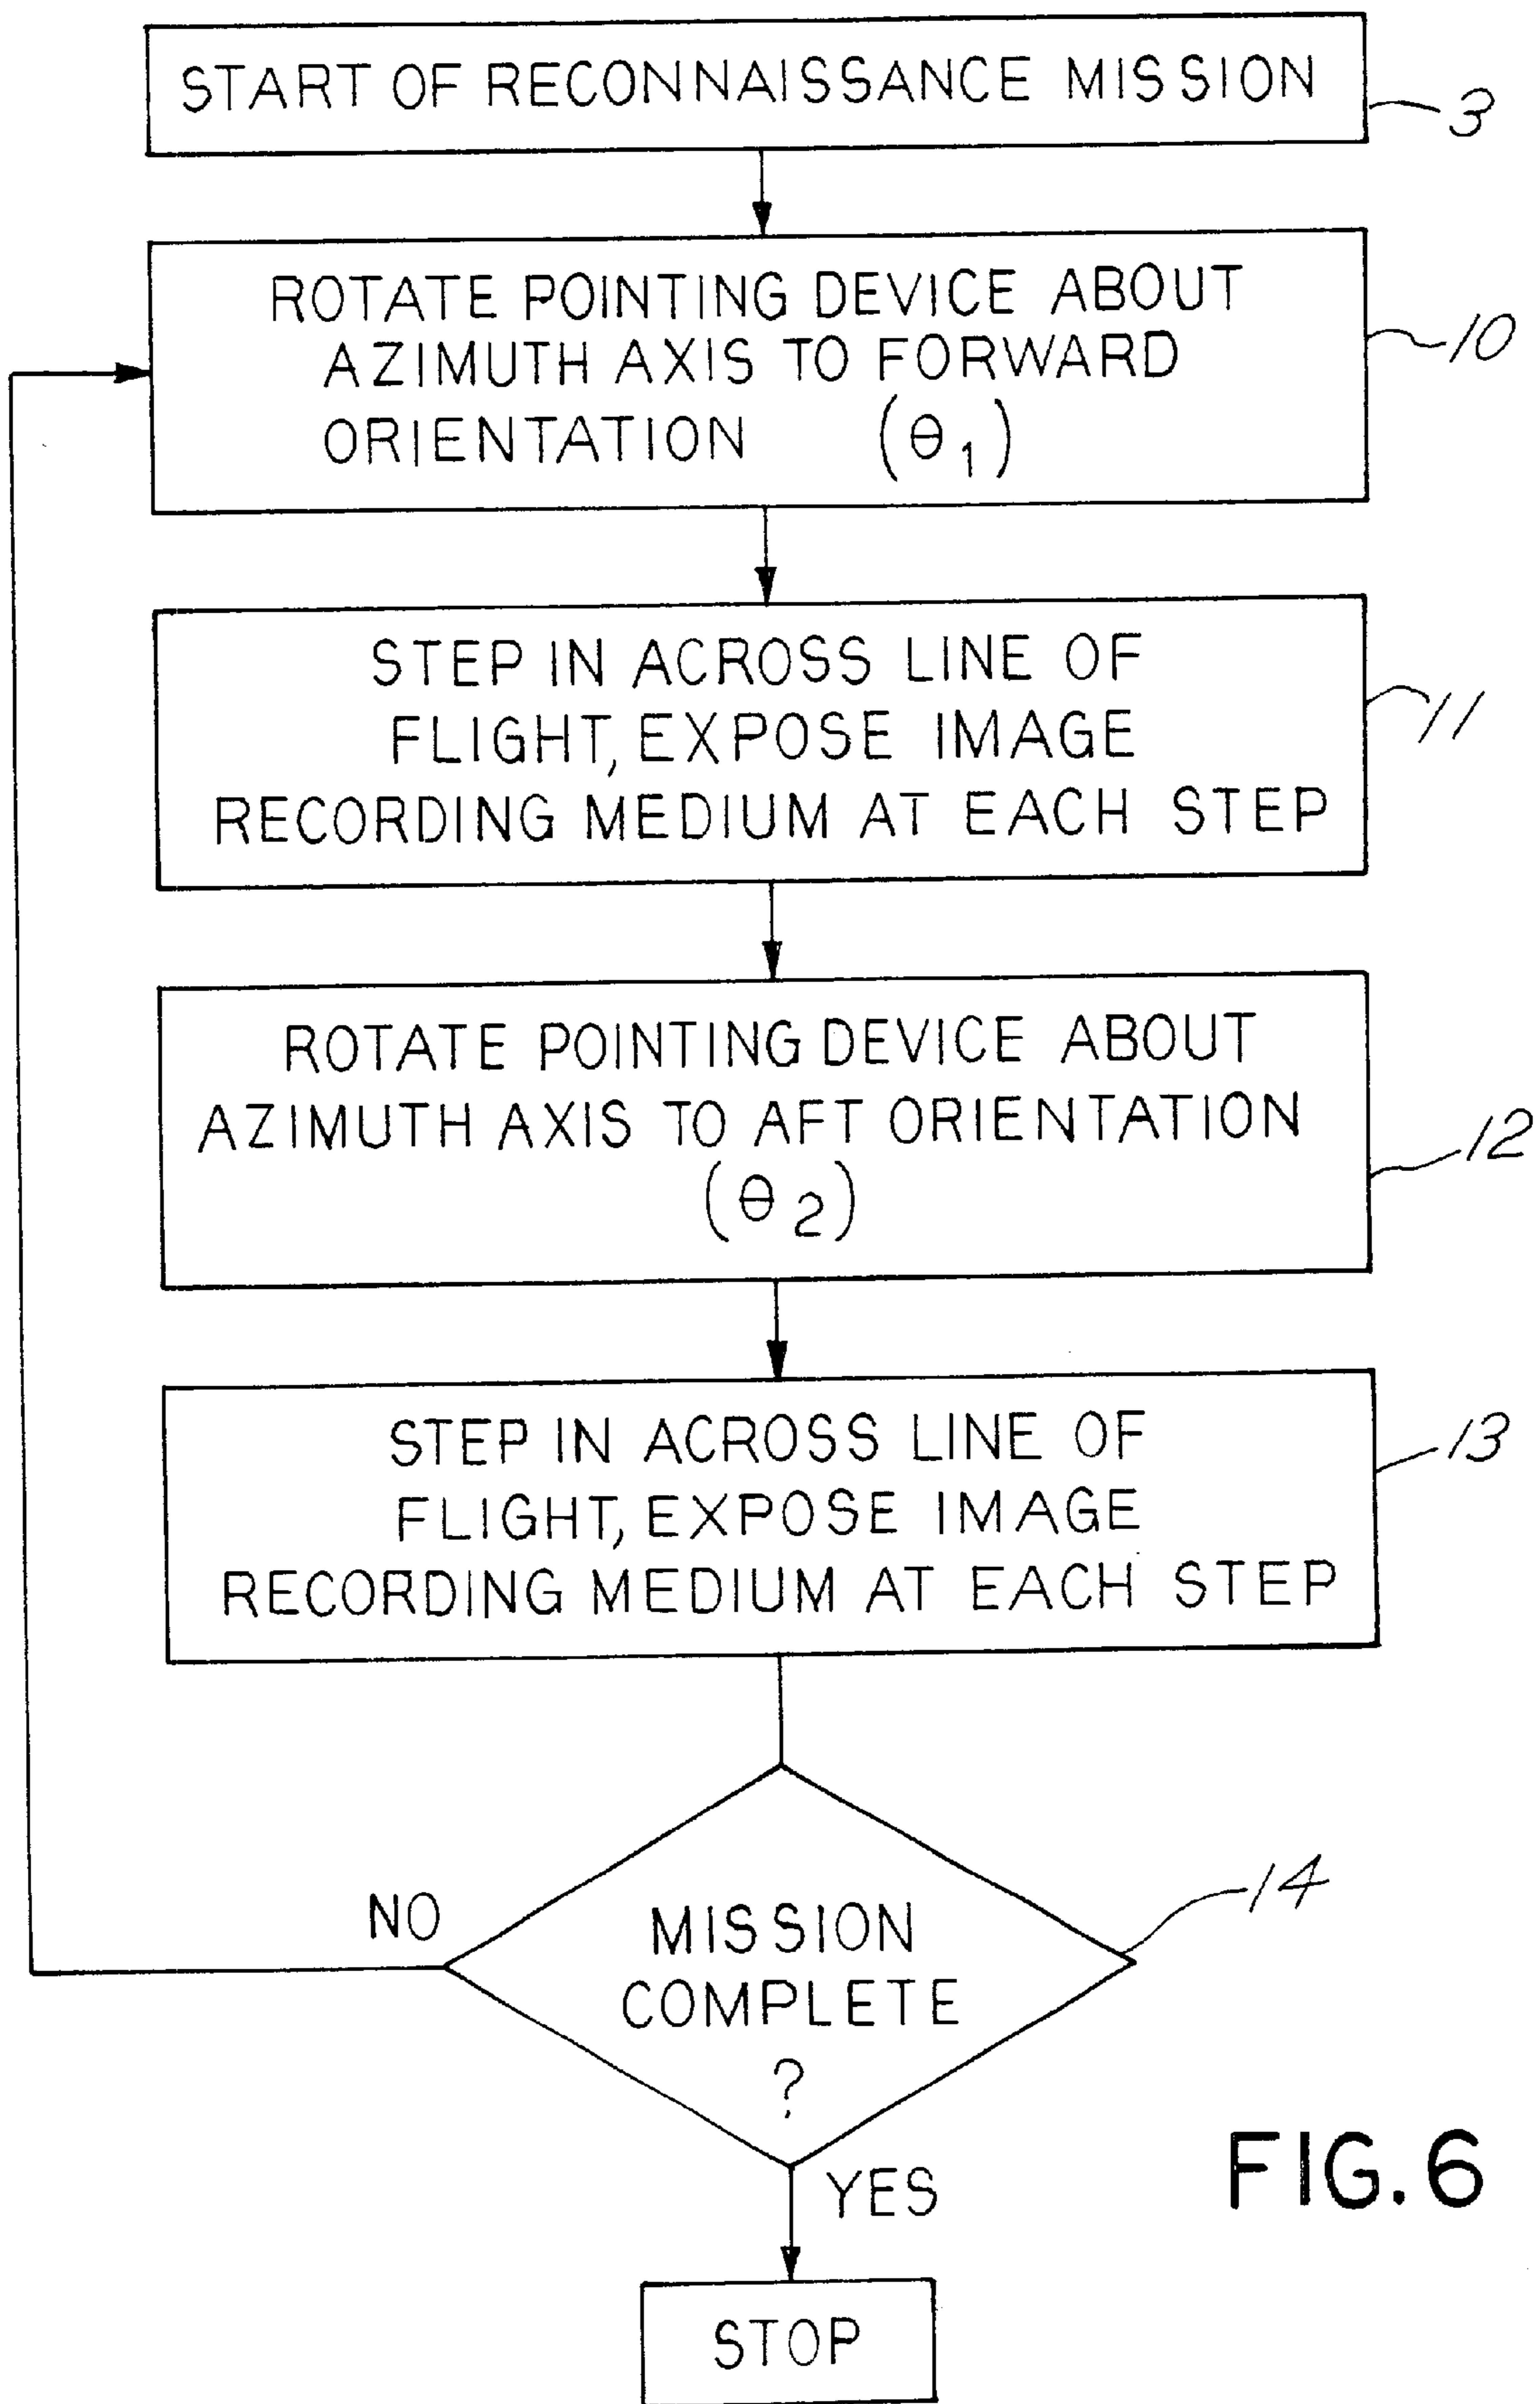 START OF RECONNAISSANCE MISSION
3
ROTATE POINTING DEVICE ABOUT
AZIMUTH AXIS TO FORWARD
ORIENTATION (θ1)
10
STEP IN ACROSS LINE OF
FLIGHT, EXPOSE IMAGE
RECORDING MEDIUM AT EACH STEP
11
ROTATE POINTING DEVICE ABOUT
AZIMUTH AXIS TO AFT ORIENTATION
(θ2)
12
STEP IN ACROSS LINE OF
FLIGHT, EXPOSE IMAGE
RECORDING MEDIUM AT EACH STEP
13
NO
MISSION
COMPLETE
?
14
YES
STOP
FIG. 6